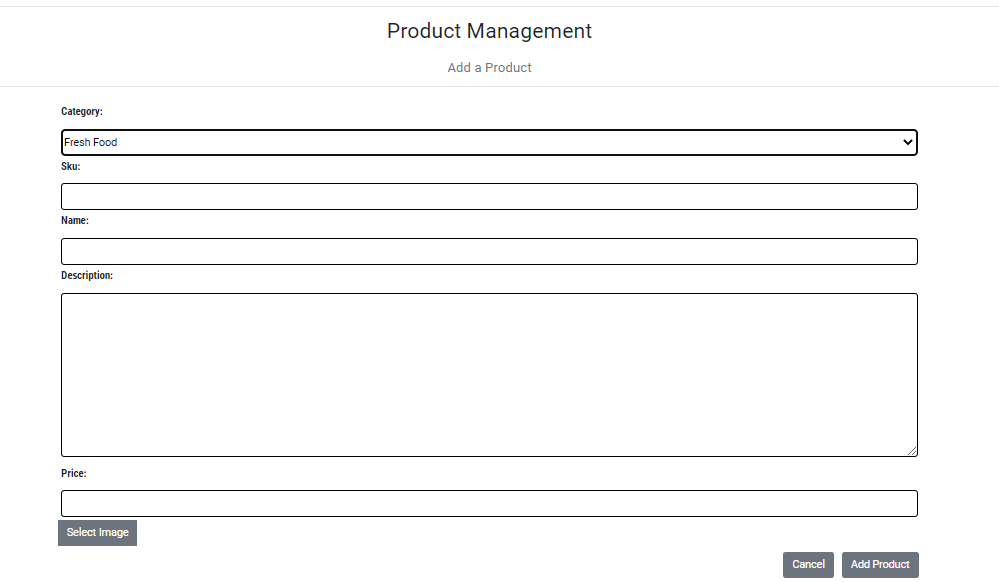 Product Management
Add a Product
Category:
Fresh Food
Sku:
Name:
Description:
Price:
Select Image
Cancel Add Product